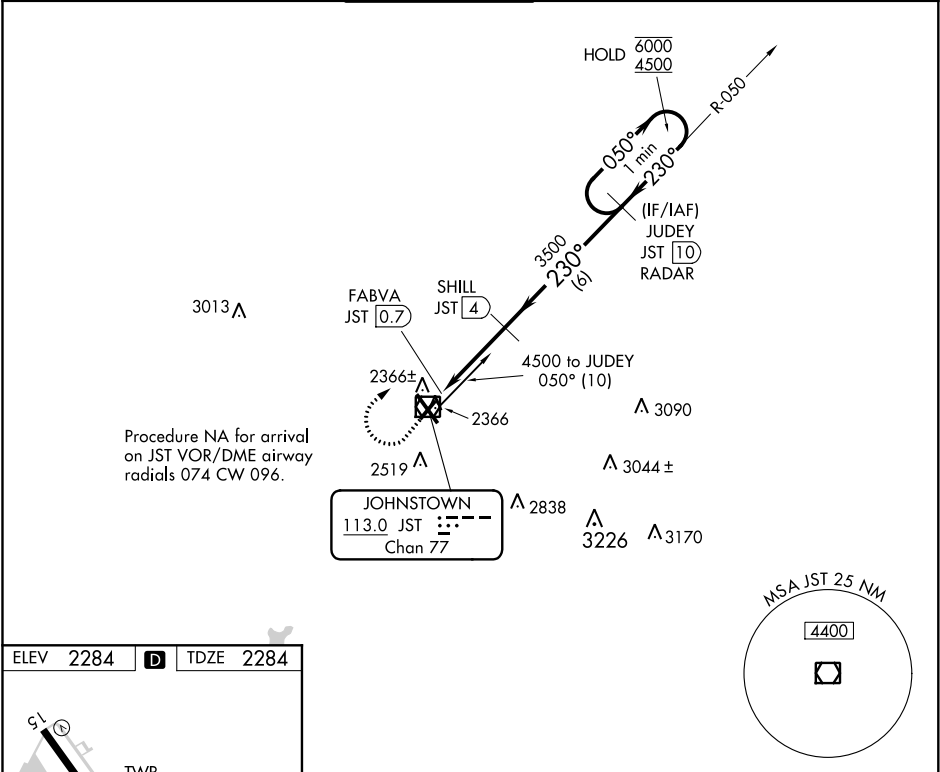 HOLD 6000
4500
R-050
050°
1 min
230°
(IF/IAF)
JUDEY
JST 10
RADAR
3500
230°
(6)
SHILL
JST 4
FABVA
JST 0.7
3013
4500 to JUDEY
050° (10)
2366±
2366
3090
Procedure NA for arrival
on JST VOR/DME airway
radials 074 CW 096.
2519
3044 ±
JOHNSTOWN
113.0 JST
Chan 77
2838
3226
3170
MSA JST 25 NM
4400
ELEV 2284 D TDZE 2284
15
V
TWR